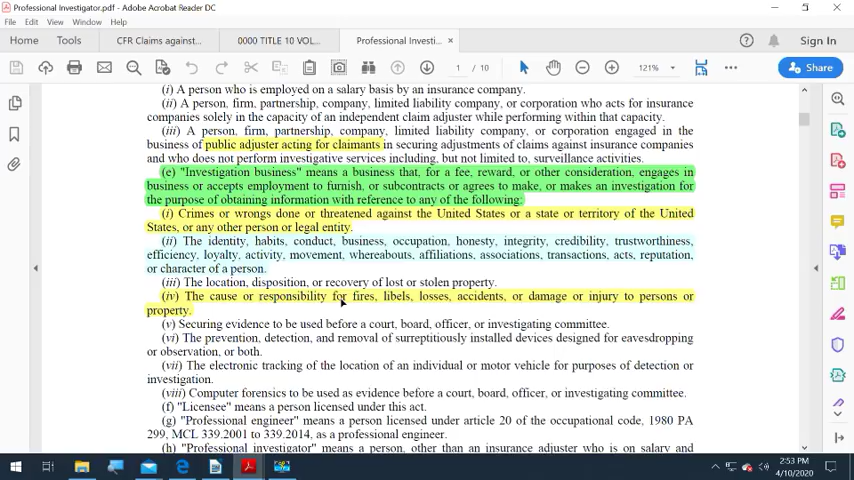 Professional Investigator.pdf - Adobe Acrobat Reader DC
File Edit View Window Help
Home Tools CFR Claims against... 0000 TITLE 10 VOL... Professional Investi... ×
Sign In
1 / 10 121% Share
(i) A person who is employed on a salary basis by an insurance company.
(ii) A person, firm, partnership, company, limited liability company, or corporation who acts for insurance
companies solely in the capacity of an independent claim adjuster while performing within that capacity.
(iii) A person, firm, partnership, company, limited liability company, or corporation engaged in the
business of public adjuster acting for claimants in securing adjustments of claims against insurance companies
and who does not perform investigative services including, but not limited to, surveillance activities.
(e) "Investigation business" means a business that, for a fee, reward, or other consideration, engages in
business or accepts employment to furnish, or subcontracts or agrees to make, or makes an investigation for
the purpose of obtaining information with reference to any of the following:
(i) Crimes or wrongs done or threatened against the United States or a state or territory of the United
States, or any other person or legal entity.
(ii) The identity, habits, conduct, business, occupation, honesty, integrity, credibility, trustworthiness,
efficiency, loyalty, activity, movement, whereabouts, affiliations, associations, transactions, acts, reputation,
or character of a person.
(iii) The location, disposition, or recovery of lost or stolen property.
(iv) The cause or responsibility for fires, libels, losses, accidents, or damage or injury to persons or
property.
(v) Securing evidence to be used before a court, board, officer, or investigating committee.
(vi) The prevention, detection, and removal of surreptitiously installed devices designed for eavesdropping
or observation, or both.
(vii) The electronic tracking of the location of an individual or motor vehicle for purposes of detection or
investigation.
(viii) Computer forensics to be used as evidence before a court, board, officer, or investigating committee.
(f) "Licensee" means a person licensed under this act.
(g) "Professional engineer" means a person licensed under article 20 of the occupational code, 1980 PA
299, MCL 339.2001 to 339.2014, as a professional engineer.
(h) "Professional investigator" means a person, other than an insurance adjuster who is on salary and
2:53 PM
4/10/2020